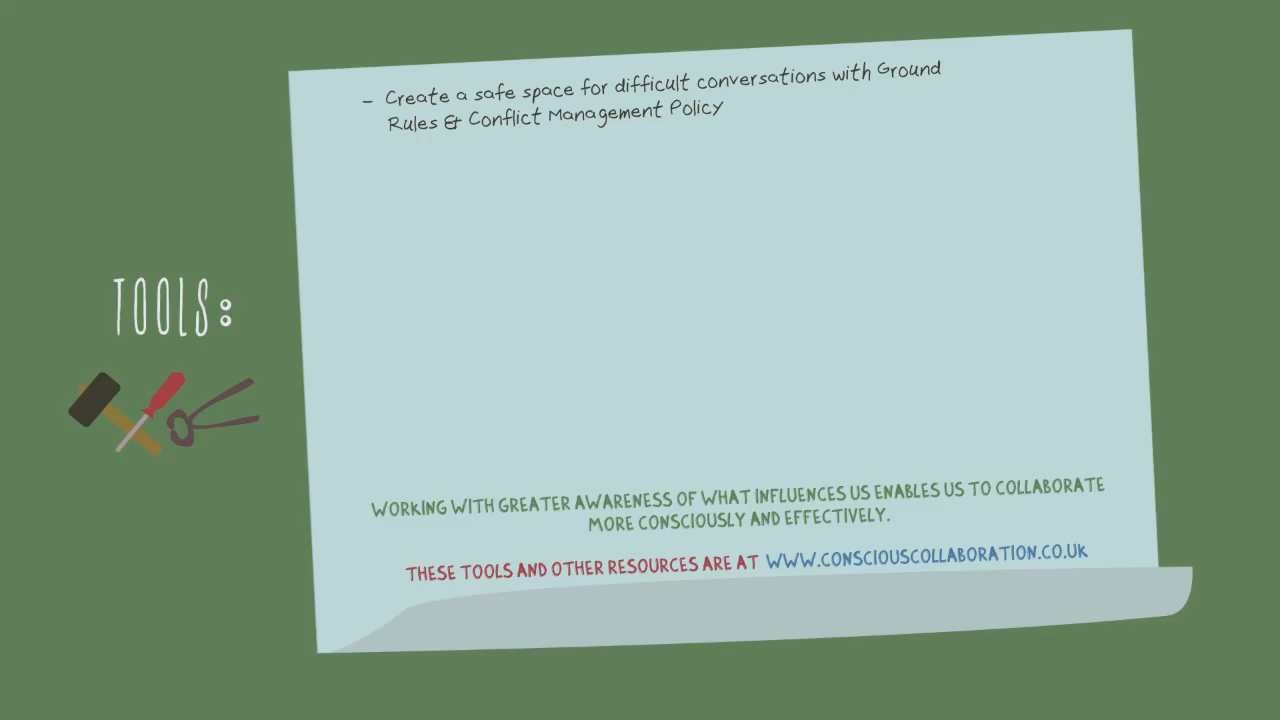 TOOLS:
- Create a safe space for difficult conversations with Ground
Rules & Conflict Management Policy
WORKING WITH GREATER AWARENESS OF WHAT INFLUENCES US ENABLES US TO COLLABORATE
MORE CONSCIOUSLY AND EFFECTIVELY.
THESE TOOLS AND OTHER RESOURCES ARE AT WWW.CONSCIOUSCOLLABORATION.CO.UK